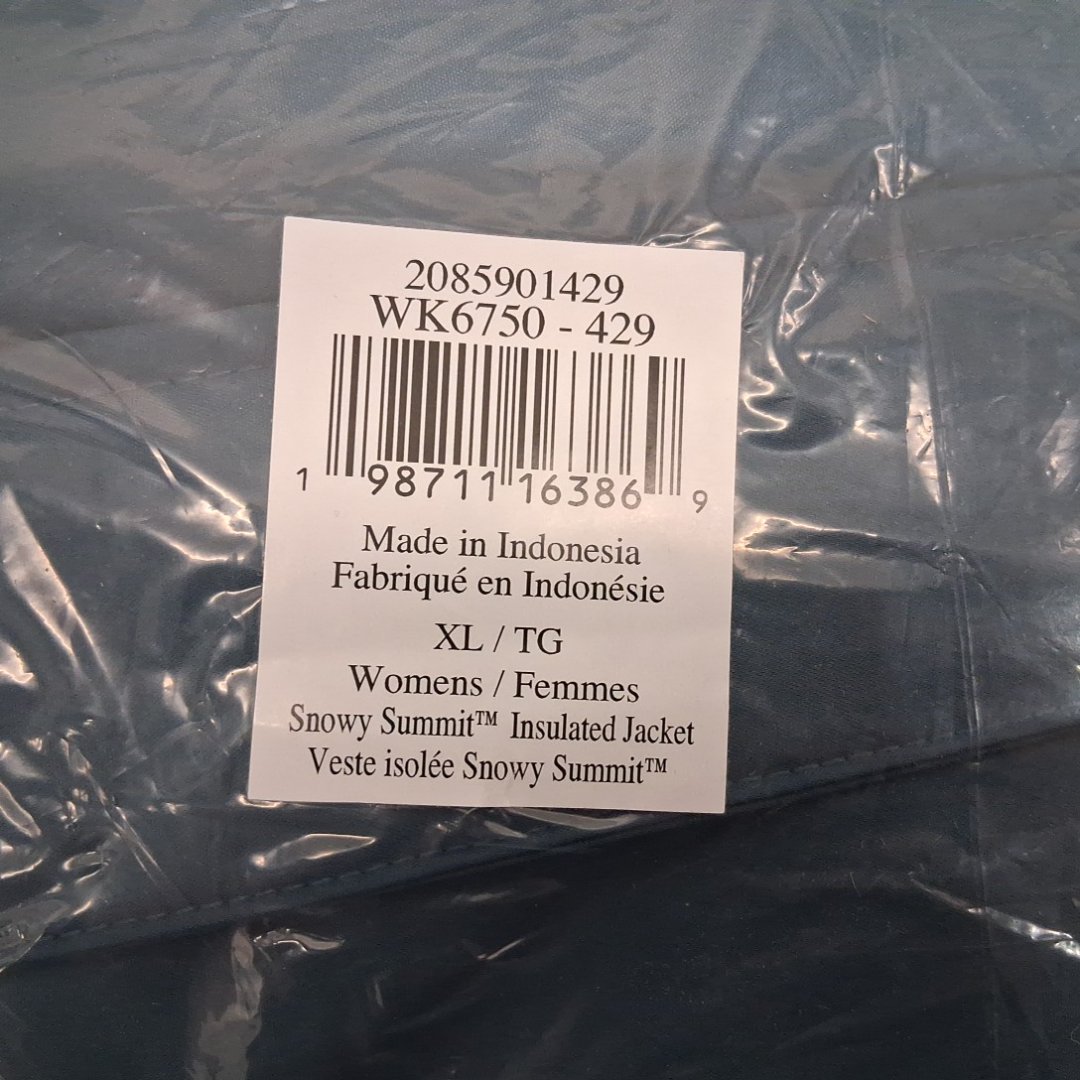 2085901429
WK6750 - 429
1 98711 16386 9
Made in Indonesia
Fabriqué en Indonésie
XL / TG
Womens / Femmes
Snowy Summit™ Insulated Jacket
Veste isolée Snowy Summit™